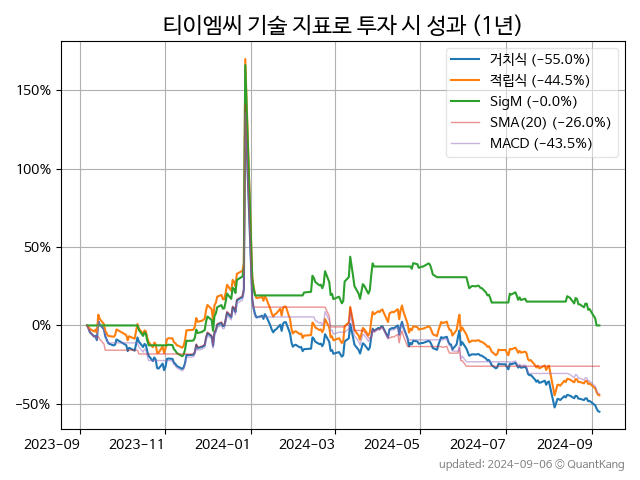 티이엠씨 기술 지표로 투자 시 성과 (1년)
거치식 (−55.0%)
적립식 (−44.5%)
SigM (−0.0%)
SMA(20) (−26.0%)
MACD (−43.5%)
150%
100%
50%
0%
−50%
2023-09 2023-11 2024-01 2024-03 2024-05 2024-07 2024-09
updated: 2024-09-06 © QuantKang